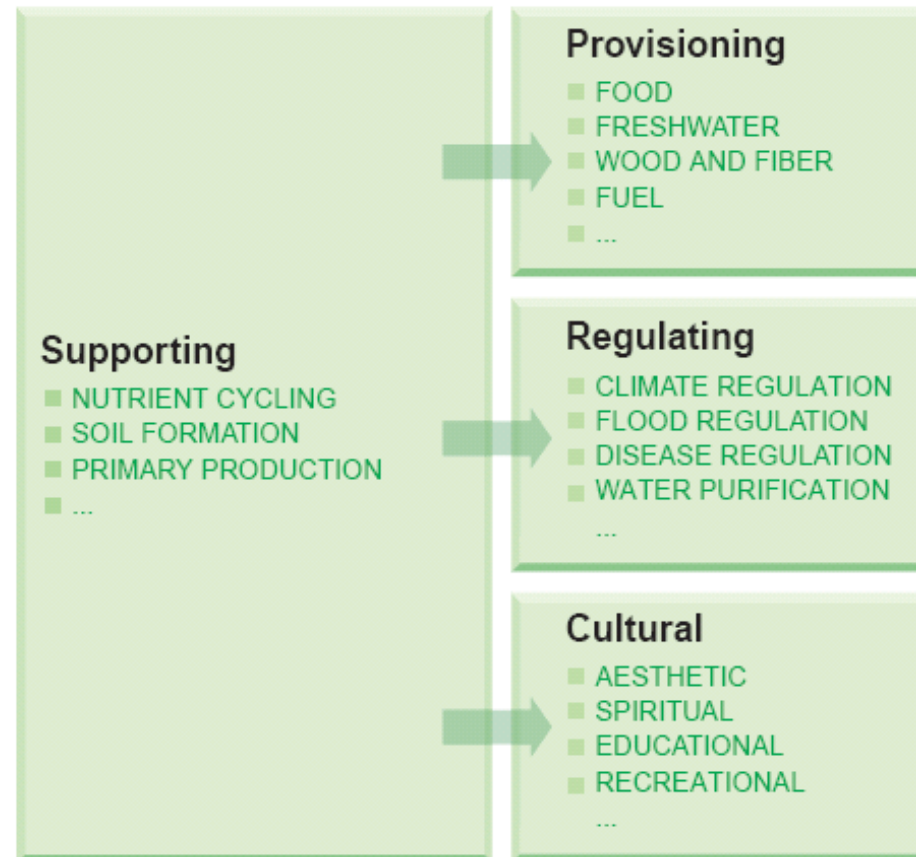 Supporting
NUTRIENT CYCLING
SOIL FORMATION
PRIMARY PRODUCTION
...
Provisioning
FOOD
FRESHWATER
WOOD AND FIBER
FUEL
...
Regulating
CLIMATE REGULATION
FLOOD REGULATION
DISEASE REGULATION
WATER PURIFICATION
...
Cultural
AESTHETIC
SPIRITUAL
EDUCATIONAL
RECREATIONAL
...